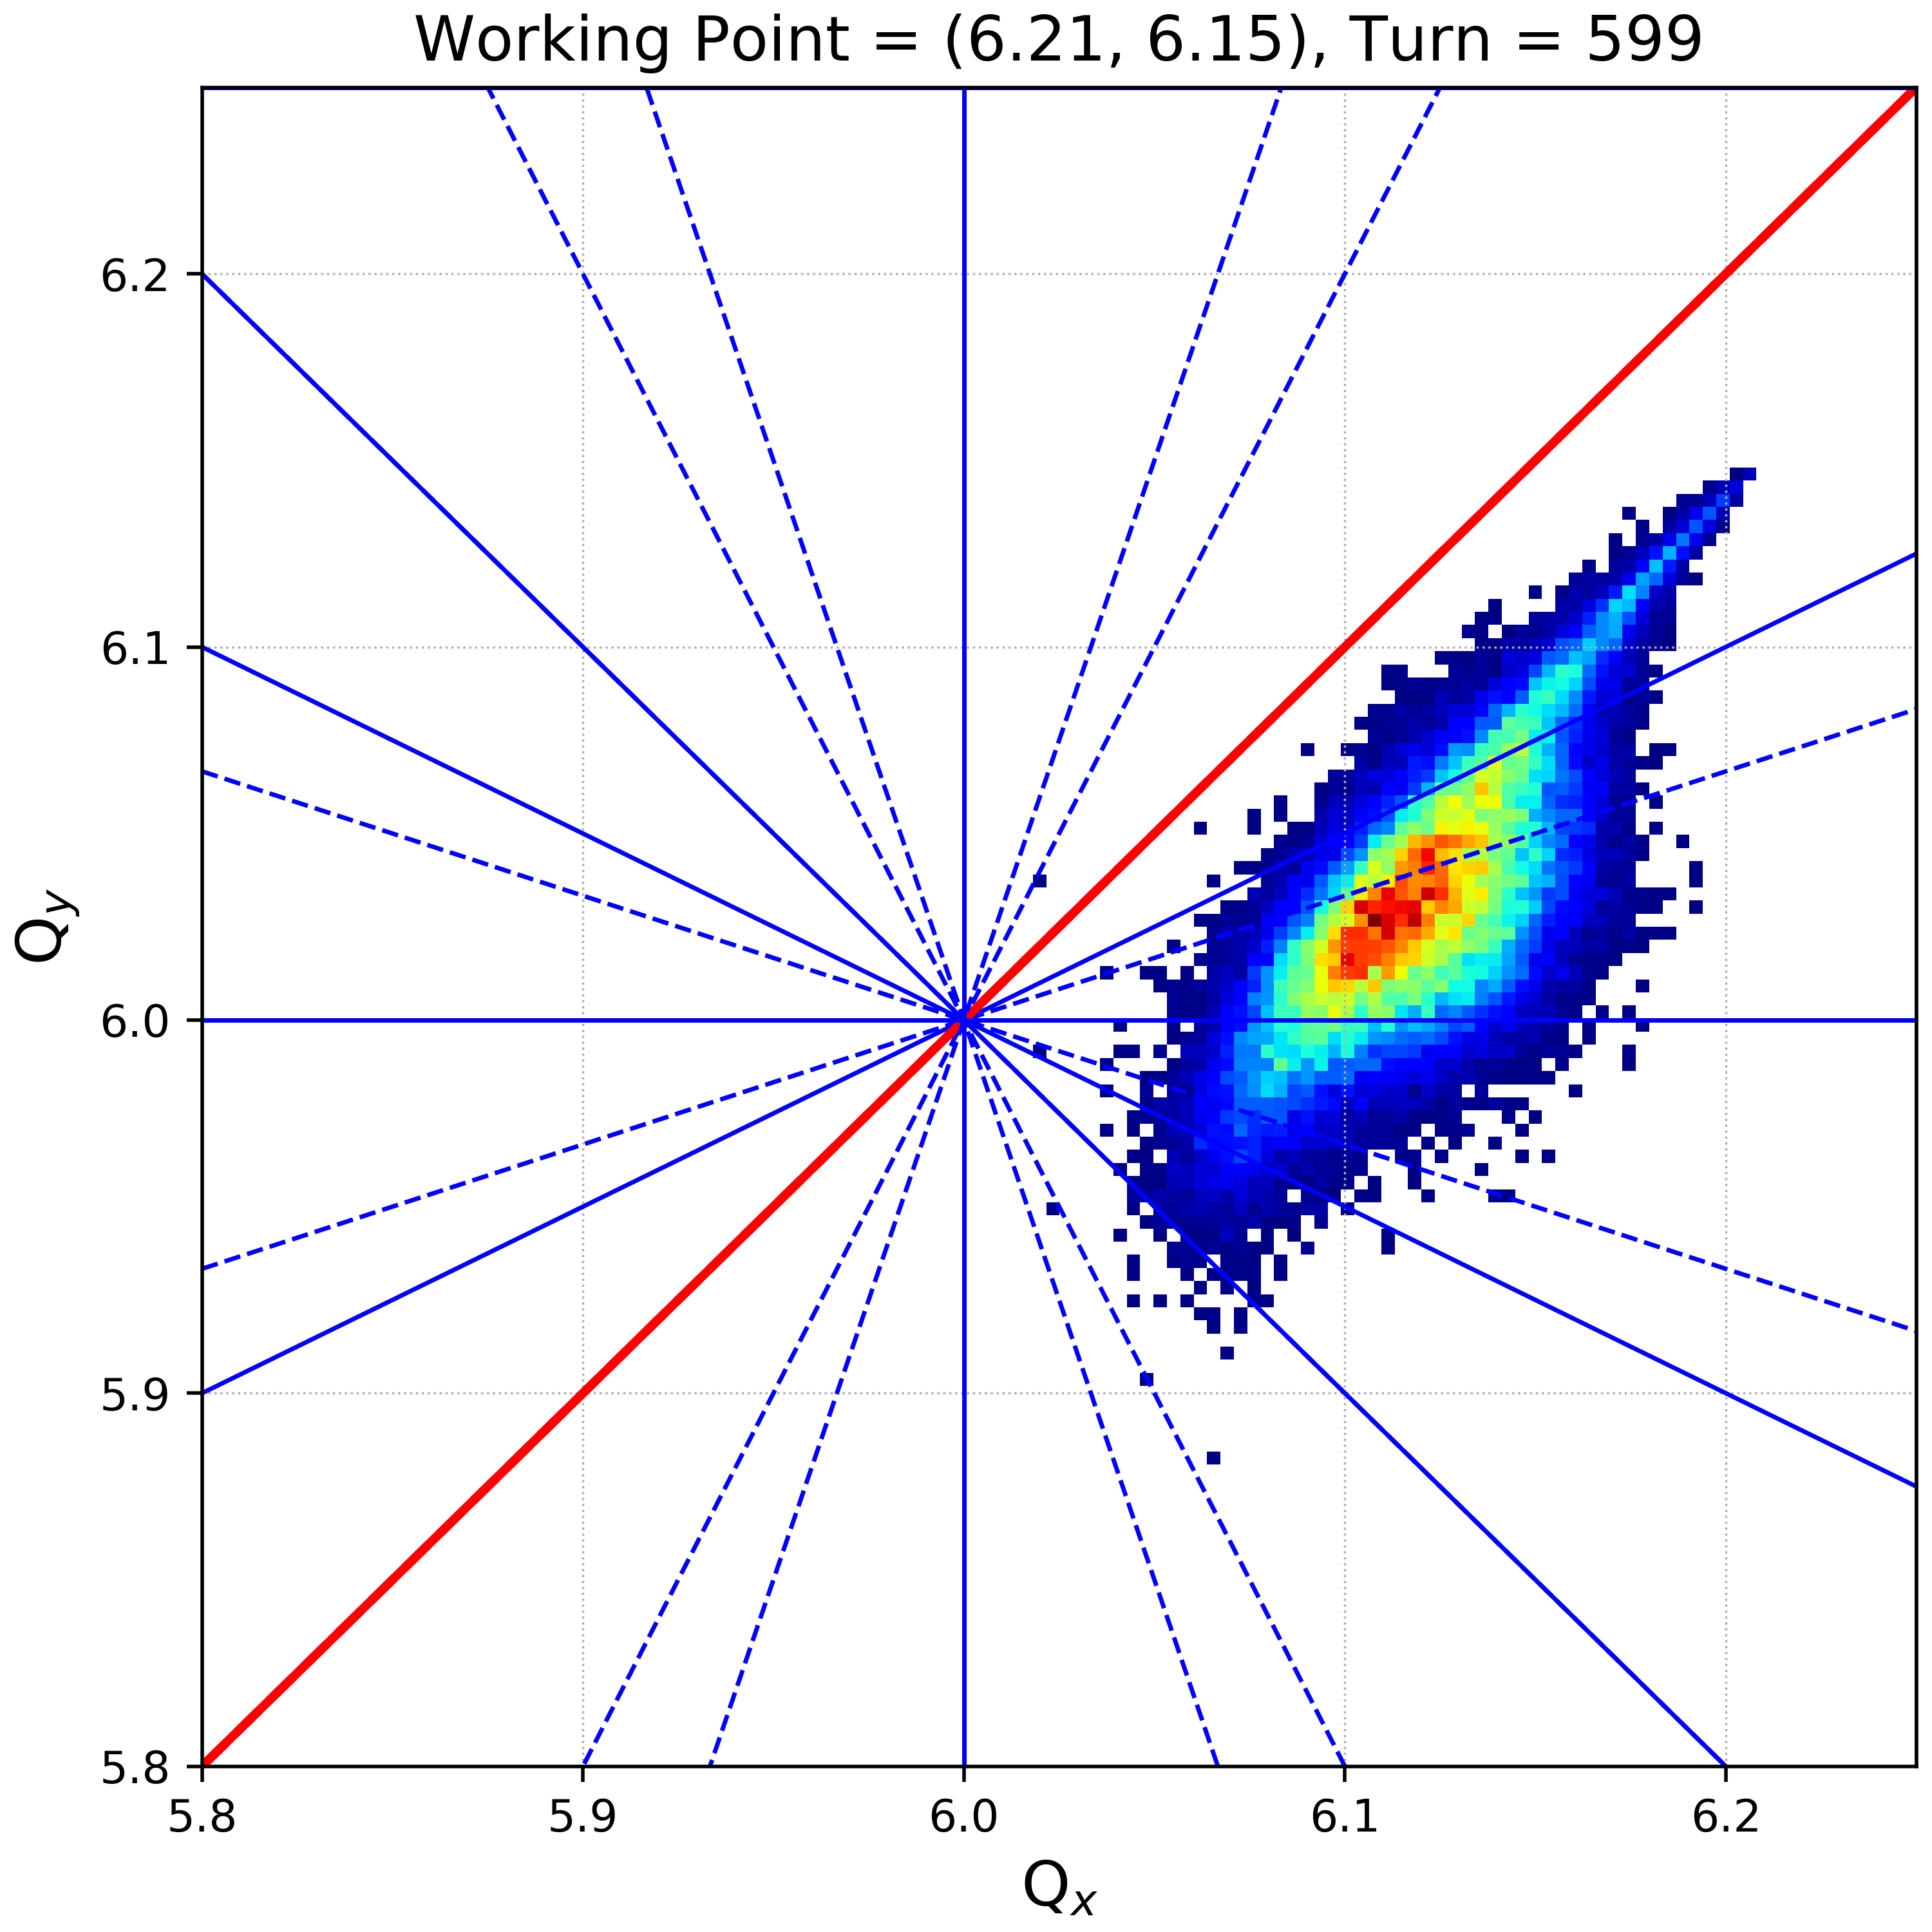 Working Point = (6.21, 6.15), Turn = 599
6.2
6.1
6.0
5.9
5.8
Qy
5.8 5.9 6.0 6.1 6.2
Qx